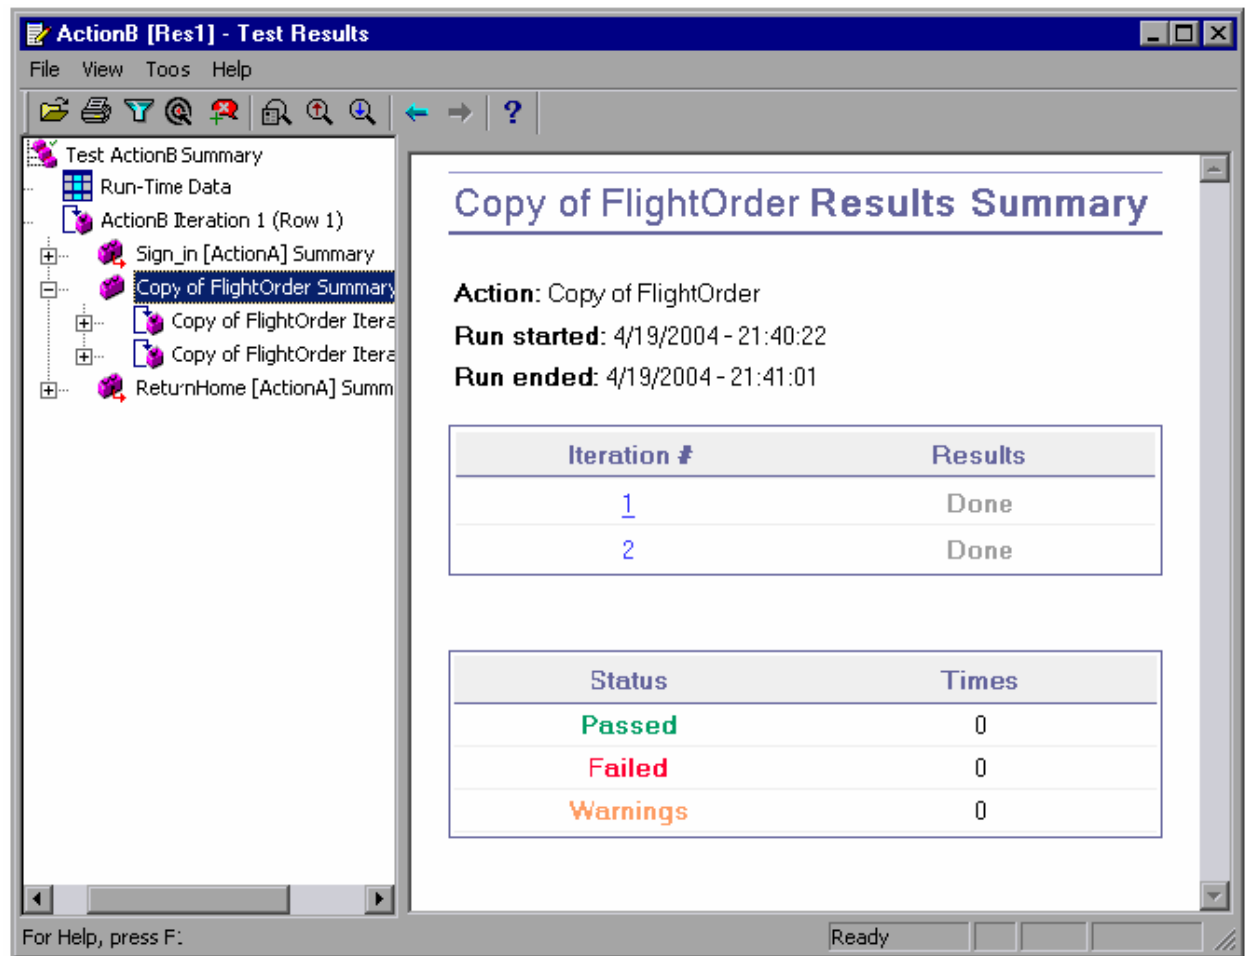 ActionB [Res1] - Test Results
File View Toos Help
Test ActionB Summary
Run-Time Data
ActionB Iteration 1 (Row 1)
Sign_in [ActionA] Summary
Copy of FlightOrder Summary
Copy of FlightOrder Itera
Copy of FlightOrder Itera
ReturnHome [ActionA] Summ
Copy of FlightOrder Results Summary
Action: Copy of FlightOrder
Run started: 4/19/2004 - 21:40:22
Run ended: 4/19/2004 - 21:41:01
Iteration # Results
1 Done
2 Done
Status Times
Passed 0
Failed 0
Warnings 0
For Help, press F:
Ready